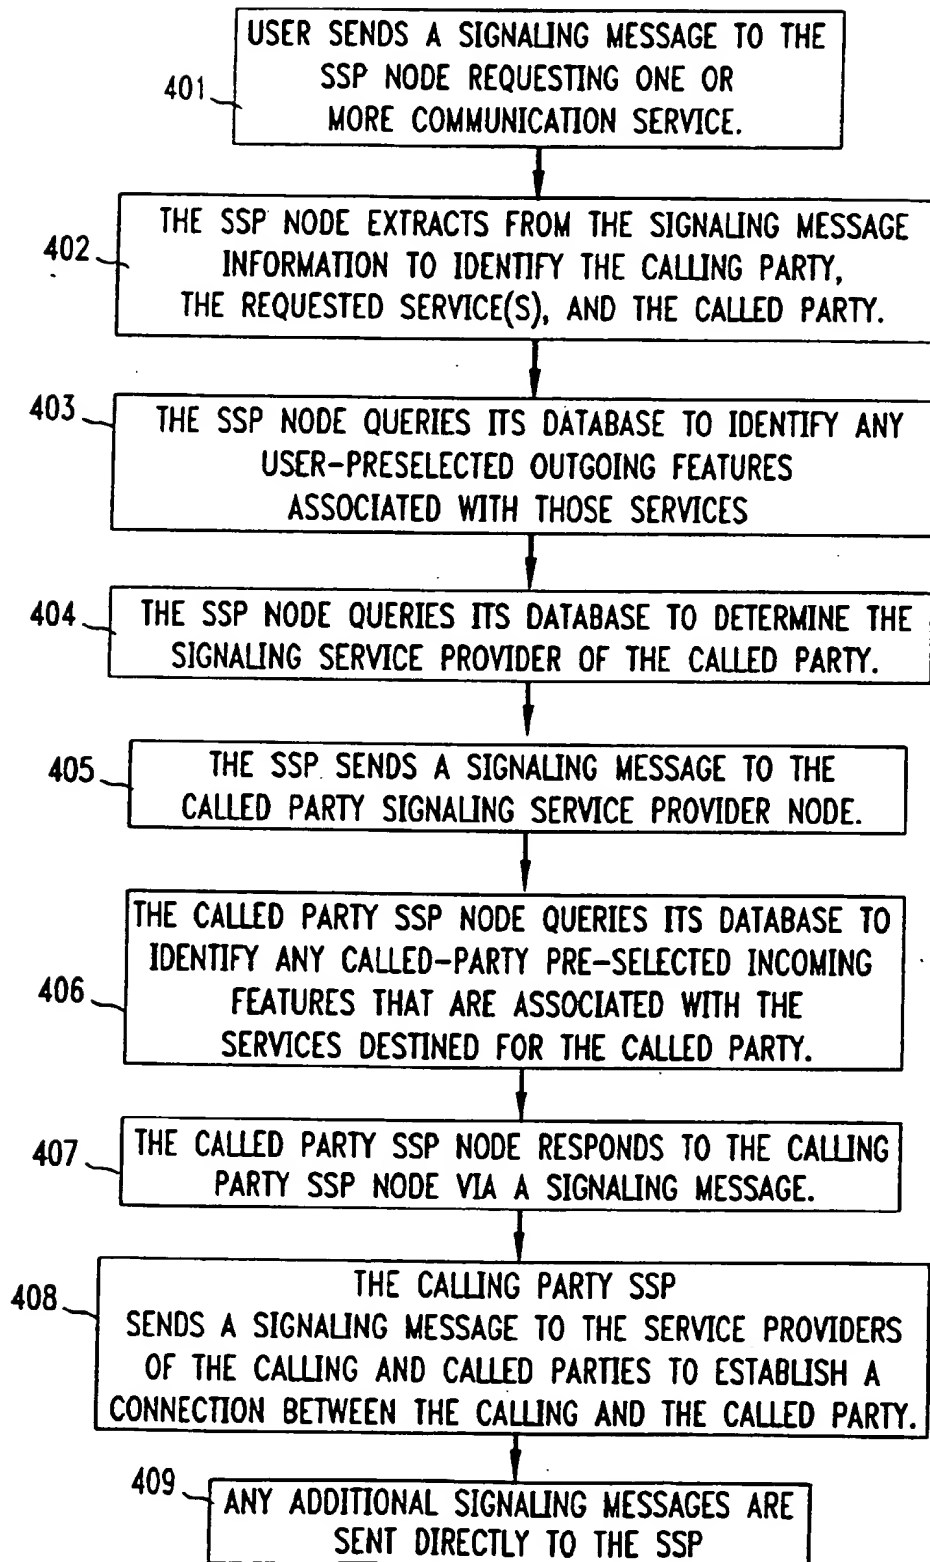 USER SENDS A SIGNALING MESSAGE TO THE
SSP NODE REQUESTING ONE OR
MORE COMMUNICATION SERVICE.
401
THE SSP NODE EXTRACTS FROM THE SIGNALING MESSAGE
INFORMATION TO IDENTIFY THE CALLING PARTY,
THE REQUESTED SERVICE(S), AND THE CALLED PARTY.
402
THE SSP NODE QUERIES ITS DATABASE TO IDENTIFY ANY
USER-PRESELECTED OUTGOING FEATURES
ASSOCIATED WITH THOSE SERVICES
403
THE SSP NODE QUERIES ITS DATABASE TO DETERMINE THE
SIGNALING SERVICE PROVIDER OF THE CALLED PARTY.
404
THE SSP SENDS A SIGNALING MESSAGE TO THE
CALLED PARTY SIGNALING SERVICE PROVIDER NODE.
405
THE CALLED PARTY SSP NODE QUERIES ITS DATABASE TO
IDENTIFY ANY CALLED-PARTY PRE-SELECTED INCOMING
FEATURES THAT ARE ASSOCIATED WITH THE
SERVICES DESTINED FOR THE CALLED PARTY.
406
THE CALLED PARTY SSP NODE RESPONDS TO THE CALLING
PARTY SSP NODE VIA A SIGNALING MESSAGE.
407
THE CALLING PARTY SSP
SENDS A SIGNALING MESSAGE TO THE SERVICE PROVIDERS
OF THE CALLING AND CALLED PARTIES TO ESTABLISH A
CONNECTION BETWEEN THE CALLING AND THE CALLED PARTY.
408
ANY ADDITIONAL SIGNALING MESSAGES ARE
SENT DIRECTLY TO THE SSP
409